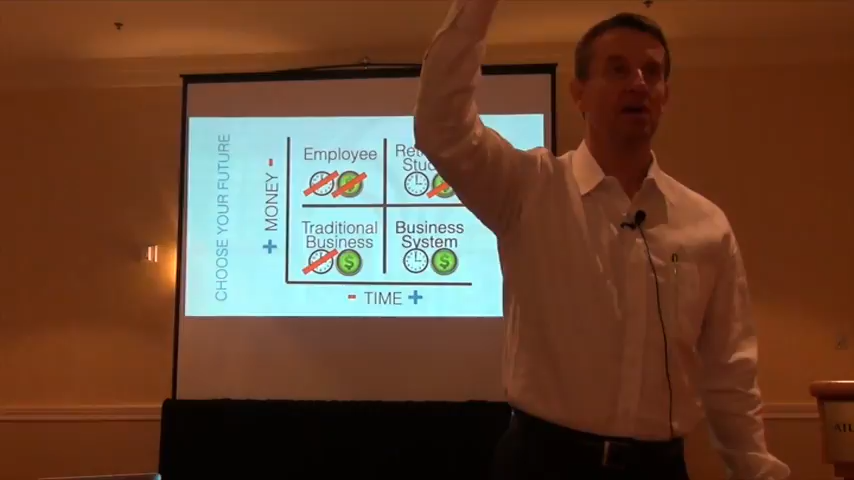 CHOOSE YOUR FUTURE
- MONEY +
Employee
Traditional
Business
$
Business
System
$
- TIME +